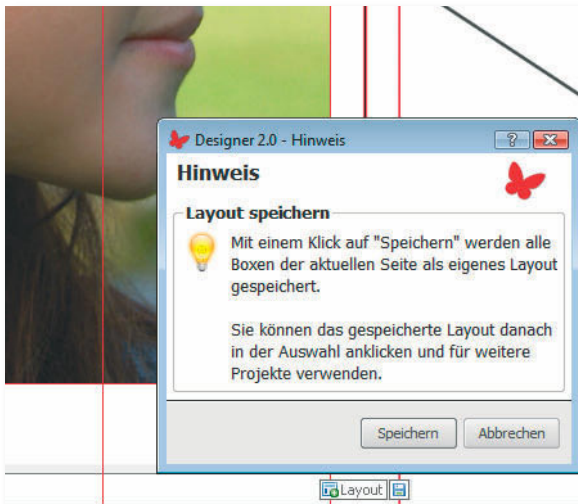 Designer 2.0 - Hinweis
Hinweis
Layout speichern
Mit einem Klick auf "Speichern" werden alle
Boxen der aktuellen Seite als eigenes Layout
gespeichert.
Sie können das gespeicherte Layout danach
in der Auswahl anklicken und für weitere
Projekte verwenden.
Speichern Abbrechen
Layout